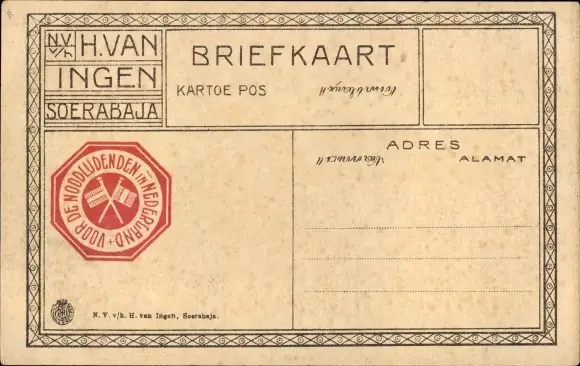 N.V. v/h H. VAN
INGEN
SOERABAJA
BRIEFKAART
KARTOE POS
ADRES
ALAMAT
VOOR DE NOODLIJDENDEN IN NEDERLAND
N. V. v/h. H. van Ingen, Soerabaja.